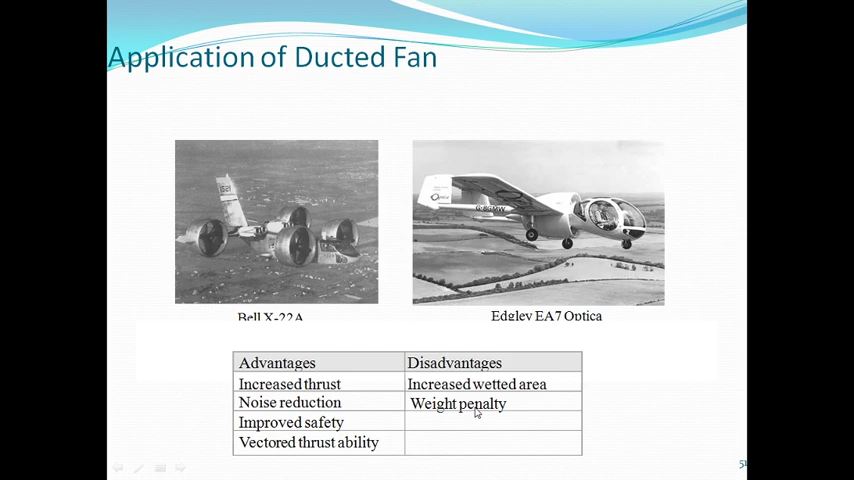 Application of Ducted Fan
1521
Bell X-22A
Edgley EA7 Optica
Advantages Disadvantages
Increased thrust Increased wetted area
Noise reduction Weight penalty
Improved safety
Vectored thrust ability